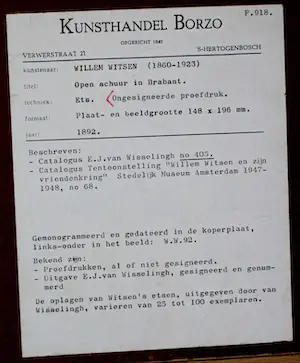 P.918.
KUNSTHANDEL BORZO
OPGERICHT 1840
VERWERSTRAAT 21 'S-HERTOGENBOSCH
kunstenaar: WILLEM WITSEN (1860-1923)
titel: Open schuur in Brabant.
techniek: Ets. Ongesigneerde proefdruk.
formaat: Plaat- en beeldgrootte 148 x 196 mm.
jaar: 1892.
Beschreven:
- Catalogus E.J.van Wisselingh no 405.
- Catalogus Tentoonstelling "Willem Witsen en zijn
vriendenkring" Stedelijk Museum Amsterdam 1947-
1948, no 68.
Gemonogrammeerd en gedateerd in de koperplaat,
links-onder in het beeld: W.W.92.
Bekend zijn:
- Proefdrukken, al of niet gesigneerd.
- Uitgave E.J.van Wisselingh, gesigneerd en genum-
merd
De oplagen van Witsen's etsen, uitgegeven door van
Wisselingh, varieren van 25 tot 100 exemplaren.